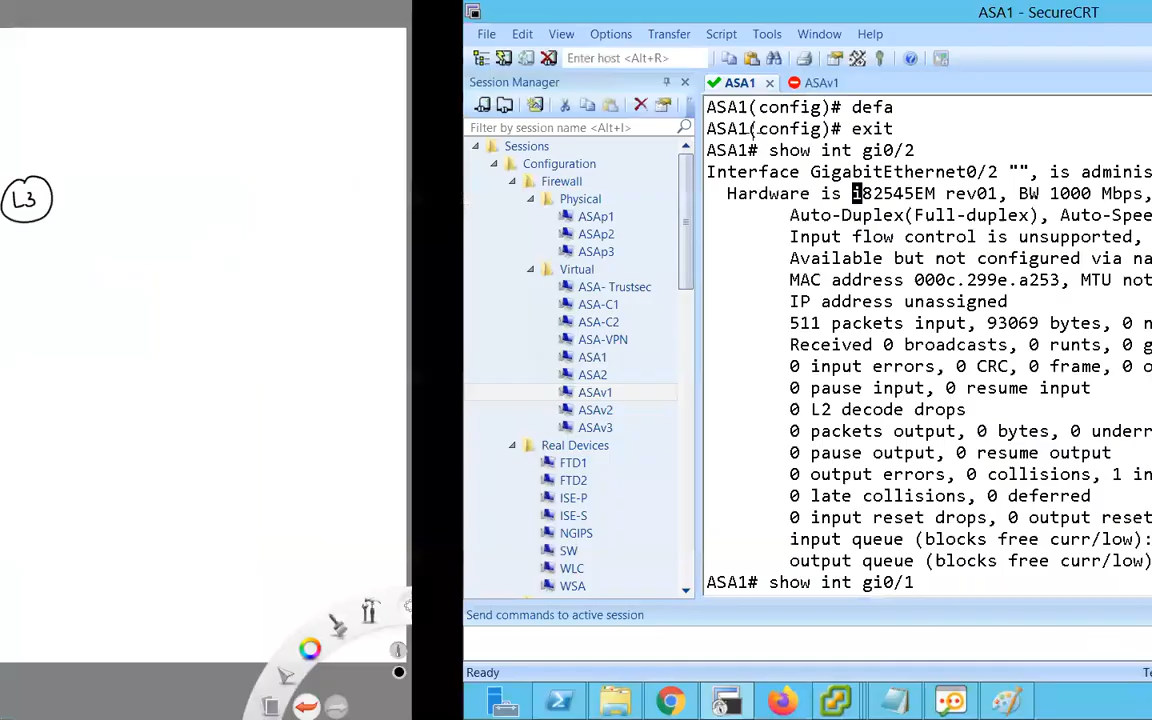 L3
ASA1 - SecureCRT
File Edit View Options Transfer Script Tools Window Help
Enter host <Alt+R>
Session Manager
ASA1 ASAv1
Filter by session name <Alt+I>
Sessions
Configuration
Firewall
Physical
ASAp1
ASAp2
ASAp3
Virtual
ASA- Trustsec
ASA-C1
ASA-C2
ASA-VPN
ASA1
ASA2
ASAv1
ASAv2
ASAv3
Real Devices
FTD1
FTD2
ISE-P
ISE-S
NGIPS
SW
WLC
WSA
ASA1(config)# defa
ASA1(config)# exit
ASA1# show int gi0/2
Interface GigabitEthernet0/2 "", is adminis
Hardware is i82545EM rev01, BW 1000 Mbps,
Auto-Duplex(Full-duplex), Auto-Spee
Input flow control is unsupported,
Available but not configured via na
MAC address 000c.299e.a253, MTU not
IP address unassigned
511 packets input, 93069 bytes, 0 n
Received 0 broadcasts, 0 runts, 0 g
0 input errors, 0 CRC, 0 frame, 0 o
0 pause input, 0 resume input
0 L2 decode drops
0 packets output, 0 bytes, 0 underr
0 pause output, 0 resume output
0 output errors, 0 collisions, 1 in
0 late collisions, 0 deferred
0 input reset drops, 0 output reset
input queue (blocks free curr/low):
output queue (blocks free curr/low)
ASA1# show int gi0/1
Send commands to active session
Ready
Te